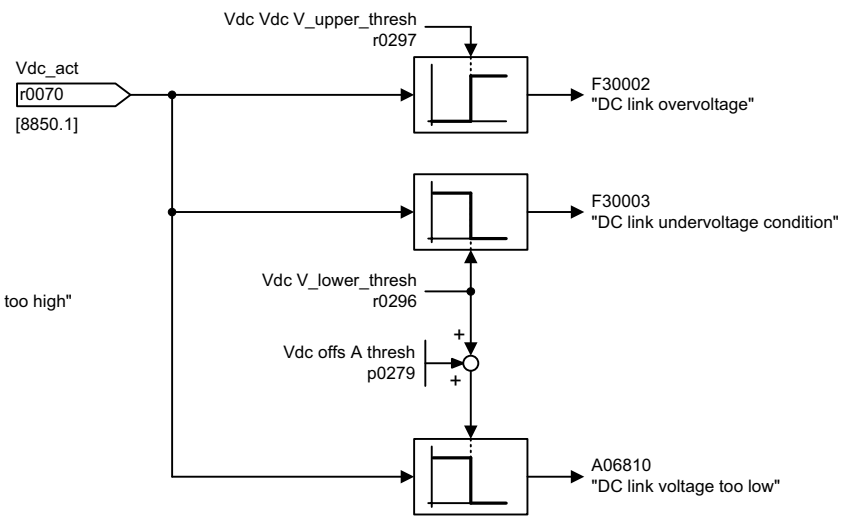 Vdc Vdc V_upper_thresh
r0297
Vdc_act
r0070
[8850.1]
F30002
"DC link overvoltage"
F30003
"DC link undervoltage condition"
Vdc V_lower_thresh
r0296
too high"
+
Vdc offs A thresh
p0279
+
A06810
"DC link voltage too low"